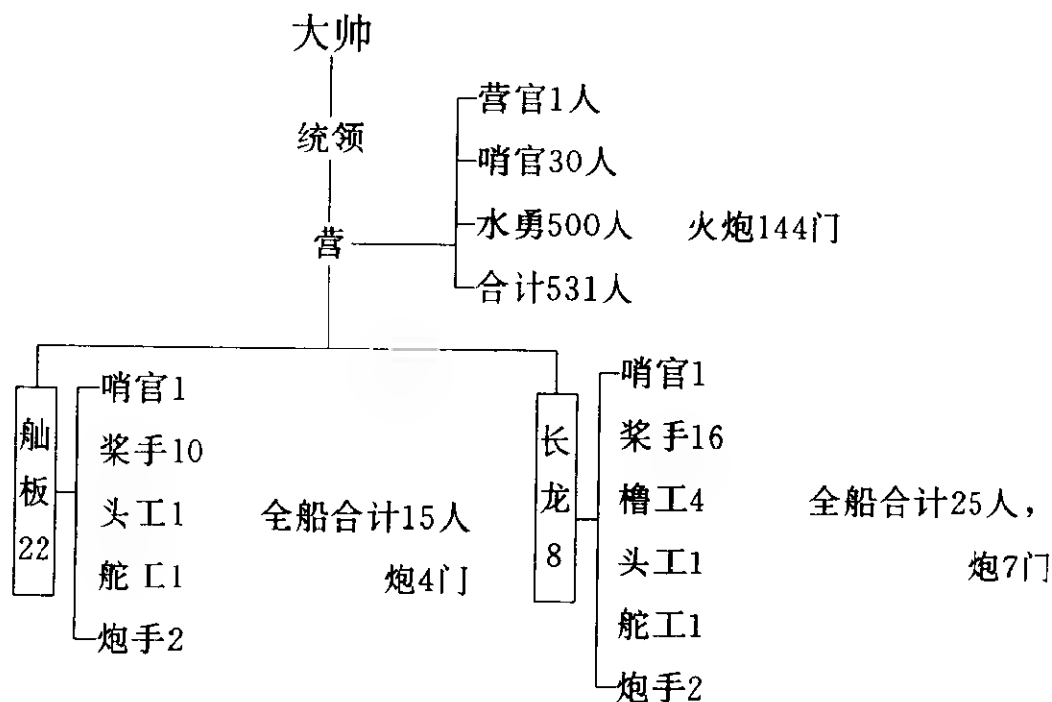 大帅
统领
营
营官1人
哨官30人
水勇500人 火炮144门
合计531人
舢板22
哨官1
桨手10
头工1
舵工1
炮手2
全船合计15人
炮4门
长龙8
哨官1
桨手16
橹工4
头工1
舵工1
炮手2
全船合计25人，
炮7门